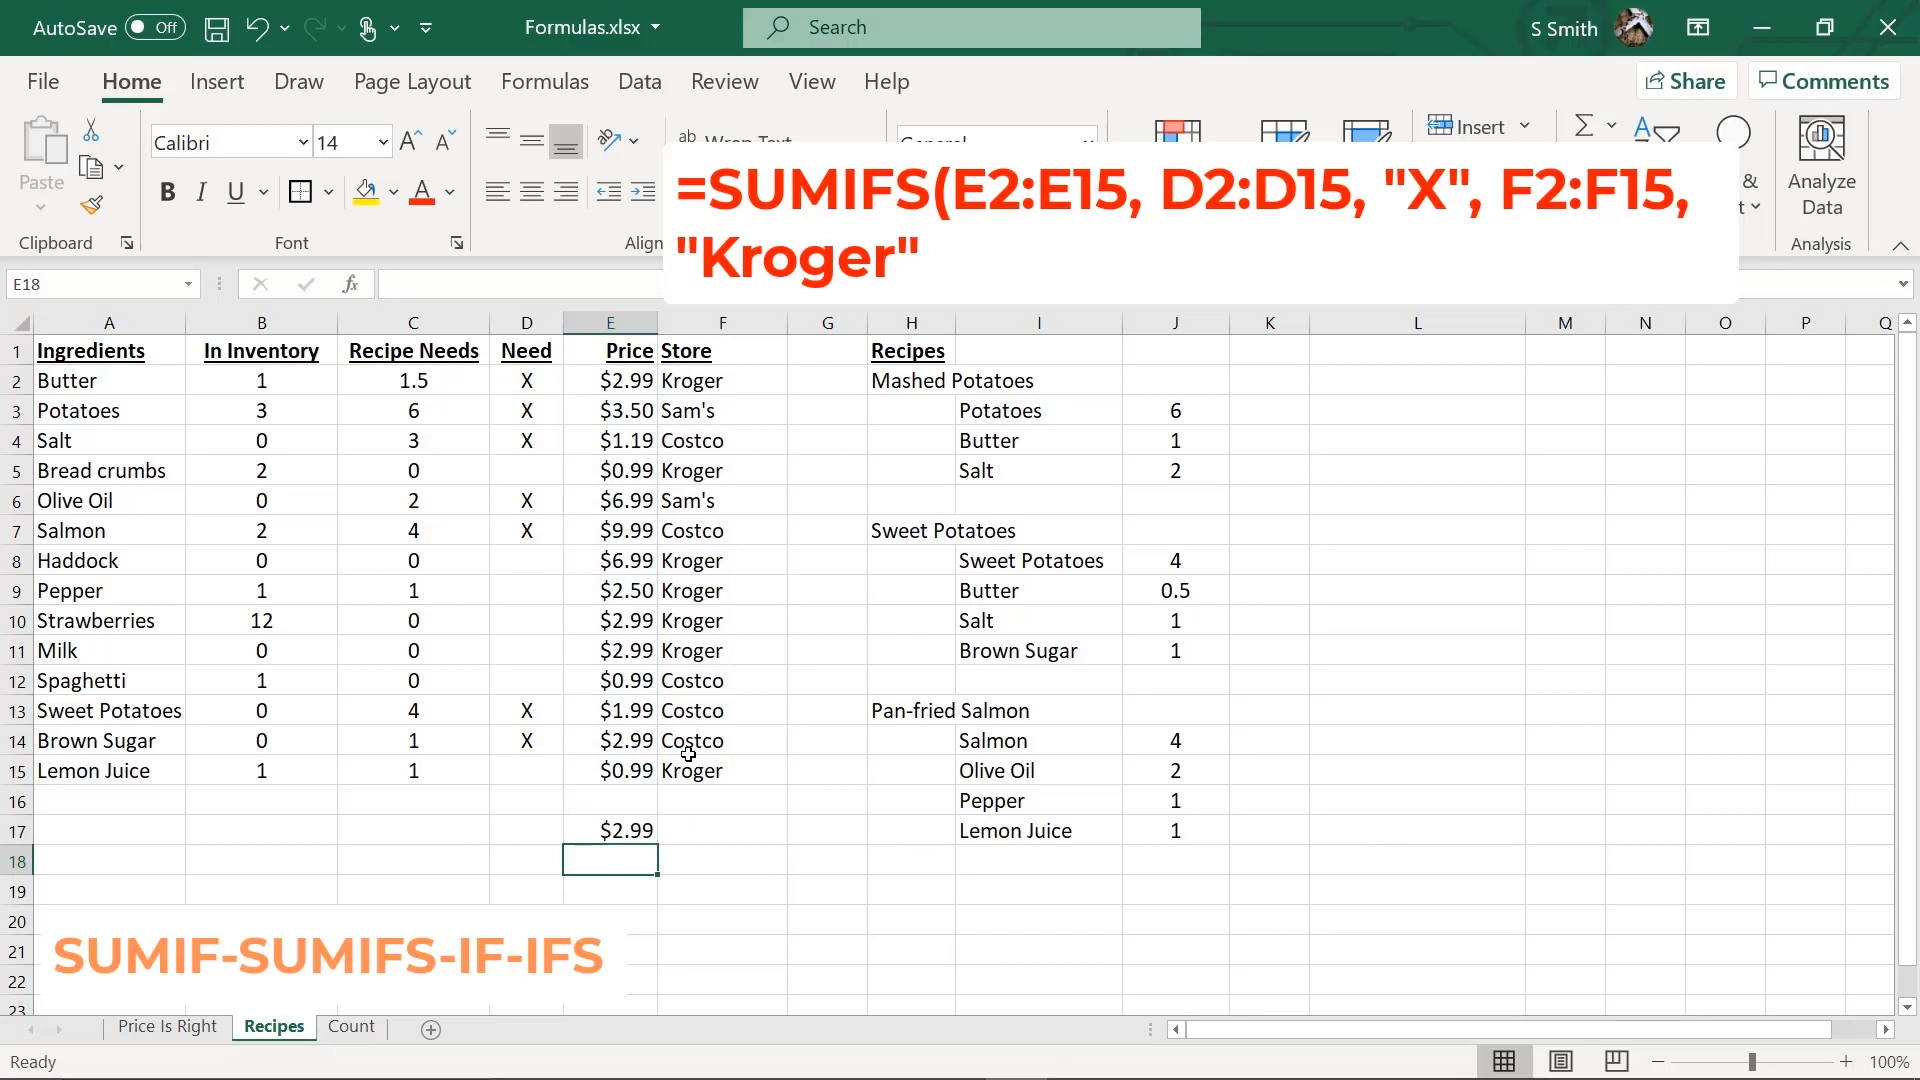 AutoSave Off Formulas.xlsx Search S Smith
File Home Insert Draw Page Layout Formulas Data Review View Help Share Comments
Calibri 14 Insert
Paste B I U & Analyze Data
Clipboard Font Align Analysis
=SUMIFS(E2:E15, D2:D15, "X", F2:F15,
"Kroger"
E18 fx
A B C D E F G H I J K L M N O P Q
1 Ingredients In Inventory Recipe Needs Need Price Store Recipes
2 Butter 1 1.5 X $2.99 Kroger Mashed Potatoes
3 Potatoes 3 6 X $3.50 Sam's Potatoes 6
4 Salt 0 3 X $1.19 Costco Butter 1
5 Bread crumbs 2 0 $0.99 Kroger Salt 2
6 Olive Oil 0 2 X $6.99 Sam's
7 Salmon 2 4 X $9.99 Costco Sweet Potatoes
8 Haddock 0 0 $6.99 Kroger Sweet Potatoes 4
9 Pepper 1 1 $2.50 Kroger Butter 0.5
10 Strawberries 12 0 $2.99 Kroger Salt 1
11 Milk 0 0 $2.99 Kroger Brown Sugar 1
12 Spaghetti 1 0 $0.99 Costco
13 Sweet Potatoes 0 4 X $1.99 Costco Pan-fried Salmon
14 Brown Sugar 0 1 X $2.99 Costco Salmon 4
15 Lemon Juice 1 1 $0.99 Kroger Olive Oil 2
16 Pepper 1
17 $2.99 Lemon Juice 1
18
19
20
21 SUMIF-SUMIFS-IF-IFS
22
23
Price Is Right Recipes Count
Ready 100%